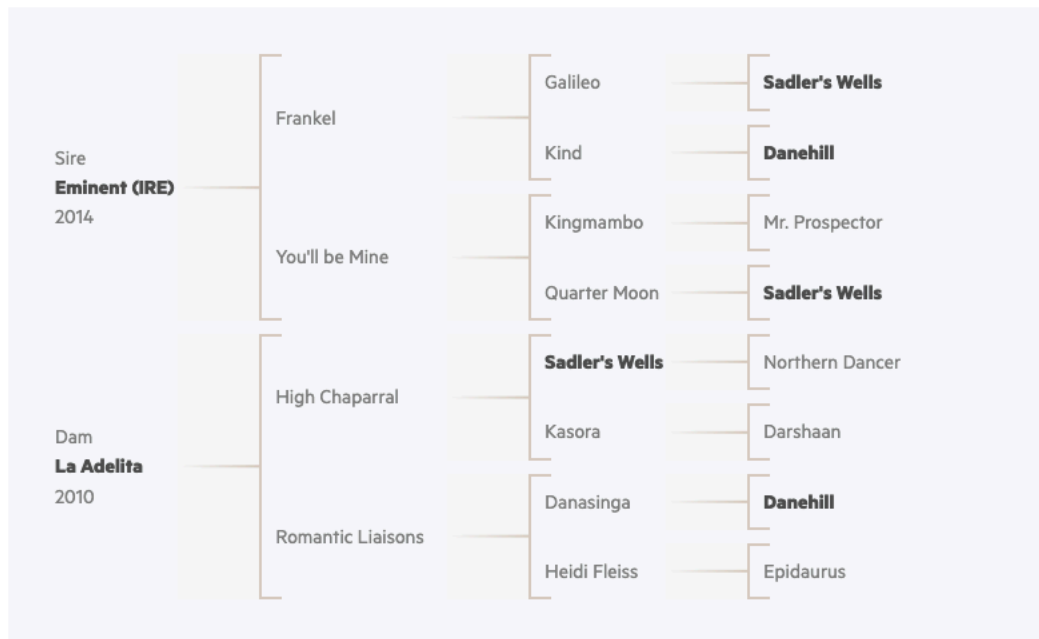 Sire
Eminent (IRE)
2014
Frankel
Galileo
Sadler's Wells
Kind
Danehill
You'll be Mine
Kingmambo
Mr. Prospector
Quarter Moon
Sadler's Wells
Dam
La Adelita
2010
High Chaparral
Sadler's Wells
Northern Dancer
Kasora
Darshaan
Romantic Liaisons
Danasinga
Danehill
Heidi Fleiss
Epidaurus